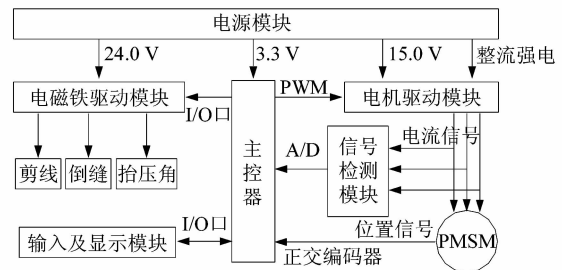 电源模块
24.0 V
3.3 V
15.0 V
整流强电
电磁铁驱动模块
PWM
电机驱动模块
I/O口
电流信号
剪线
倒缝
抬压角
主控器
A/D
信号检测模块
I/O口
位置信号
输入及显示模块
正交编码器
PMSM